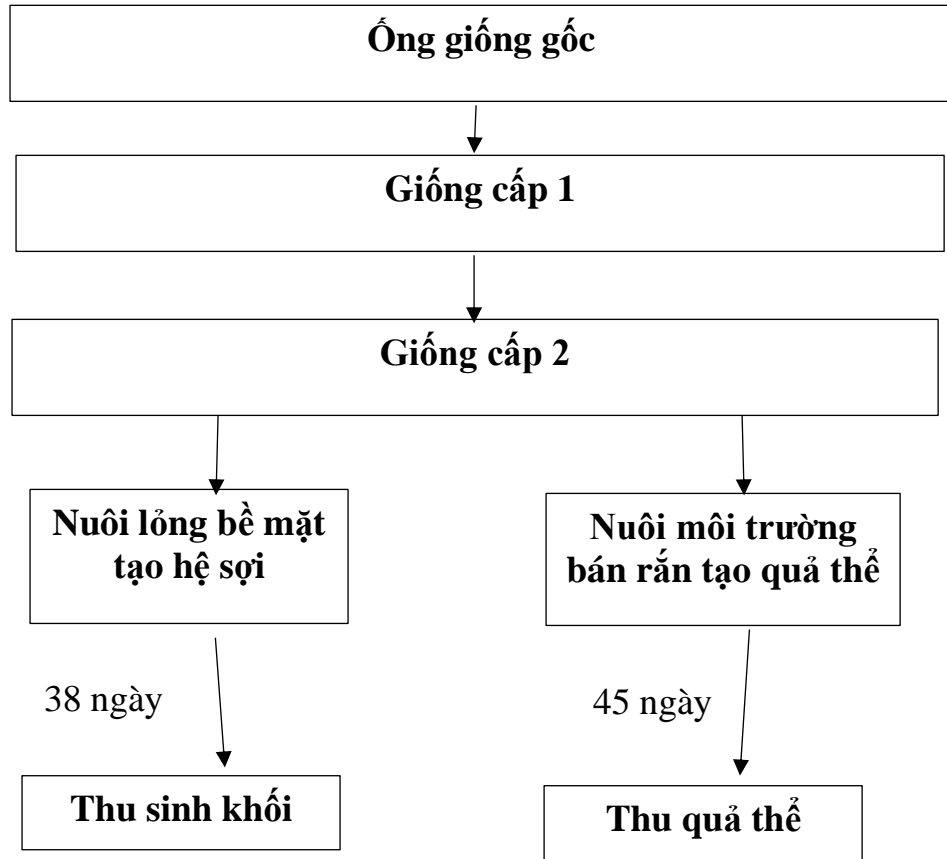 Ống giống gốc
Giống cấp 1
Giống cấp 2
Nuôi lỏng bề mặt
tạo hệ sợi
Nuôi môi trường
bán rắn tạo quả thể
38 ngày
45 ngày
Thu sinh khối
Thu quả thể